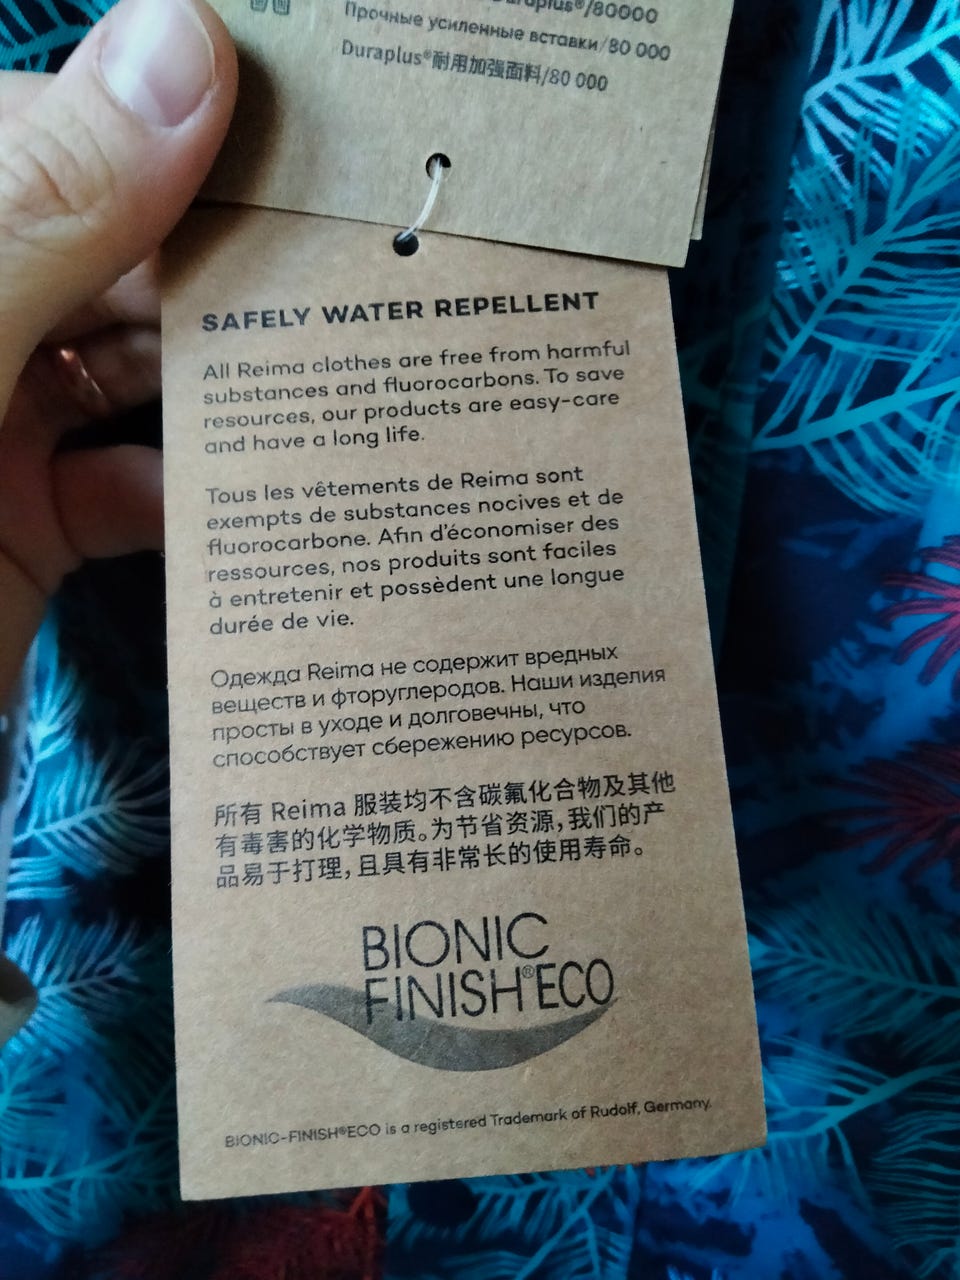 Duraplus®/80000
Прочные усиленные вставки/80 000
Duraplus®耐用加强面料/80 000
SAFELY WATER REPELLENT
All Reima clothes are free from harmful
substances and fluorocarbons. To save
resources, our products are easy-care
and have a long life.
Tous les vêtements de Reima sont
exempts de substances nocives et de
fluorocarbone. Afin d'économiser des
ressources, nos produits sont faciles
à entretenir et possèdent une longue
durée de vie.
Одежда Reima не содержит вредных
веществ и фторуглеродов. Наши изделия
просты в уходе и долговечны, что
способствует сбережению ресурсов.
所有 Reima 服装均不含碳氟化合物及其他
有毒害的化学物质。为节省资源，我们的产
品易于打理，且具有非常长的使用寿命。
BIONIC
FINISH®ECO
BIONIC-FINISH®ECO is a registered Trademark of Rudolf, Germany.